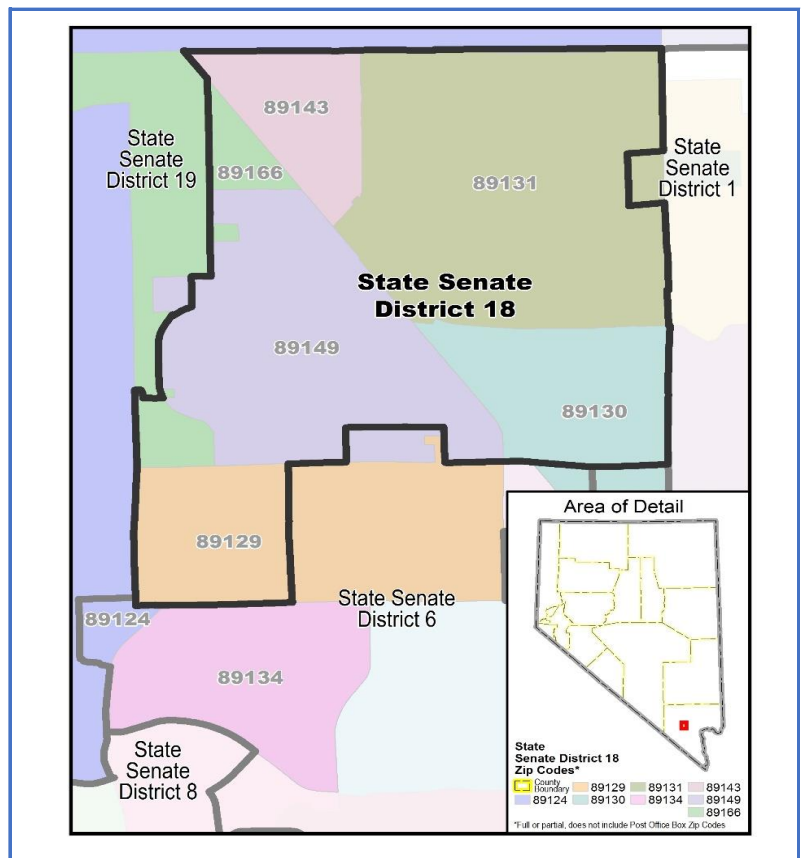 89143
State
Senate
District 19
89166
89131
State
Senate
District 1
State Senate
District 18
89149
89130
89129
State Senate
District 6
89124
89134
State
Senate
District 8
Area of Detail
State
Senate District 18
Zip Codes*
County
Boundary
89129
89131
89143
89124
89130
89134
89149
89166
*Full or partial, does not include Post Office Box Zip Codes